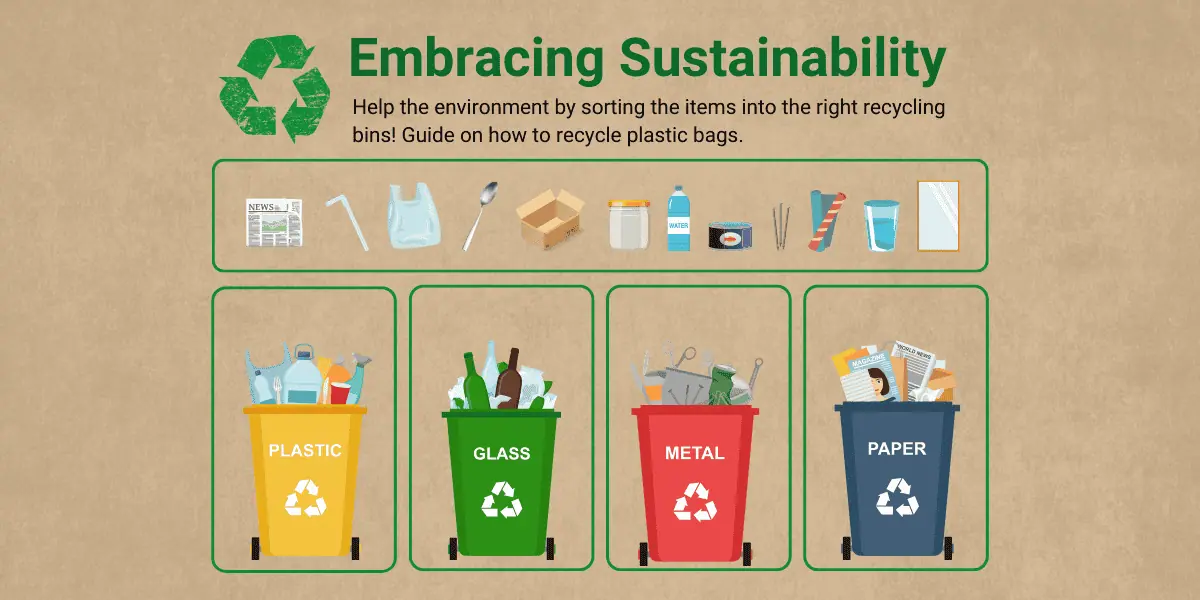 Embracing Sustainability
Help the environment by sorting the items into the right recycling
bins! Guide on how to recycle plastic bags.
NEWS
WATER
PLASTIC
GLASS
METAL
MAGAZINE
WORLD NEWS
PAPER